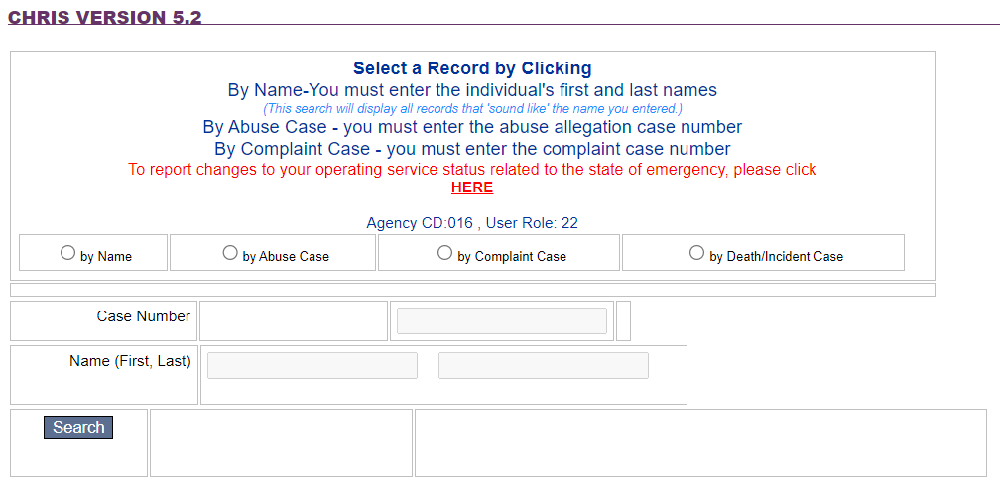 CHRIS VERSION 5.2
Select a Record by Clicking
By Name-You must enter the individual's first and last names
(This search will display all records that 'sound like' the name you entered.)
By Abuse Case - you must enter the abuse allegation case number
By Complaint Case - you must enter the complaint case number
To report changes to your operating service status related to the state of emergency, please click
HERE
Agency CD:016 , User Role: 22
by Name by Abuse Case by Complaint Case by Death/Incident Case
Case Number
Name (First, Last)
Search